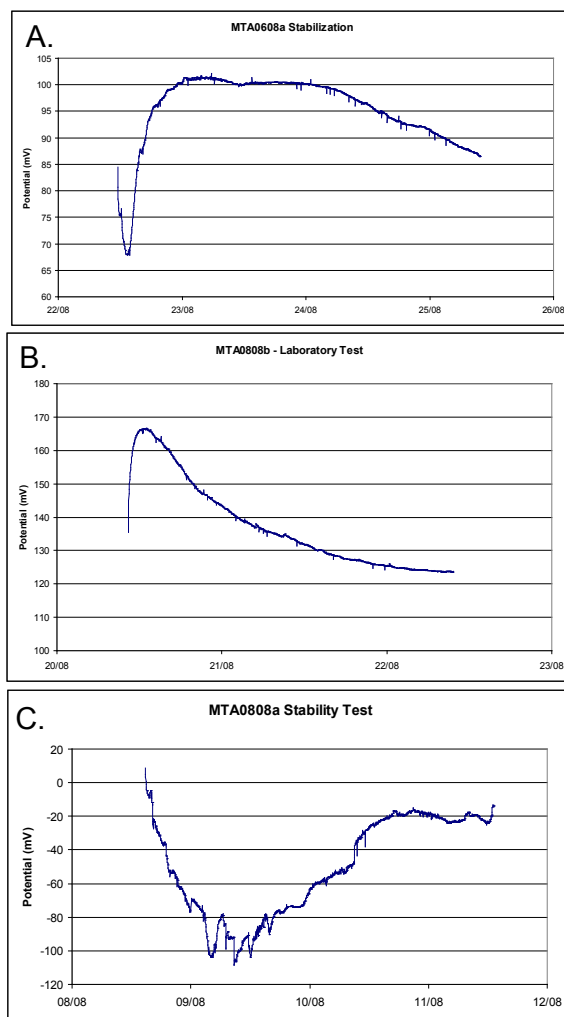 A.
MTA0608a Stabilization
105
100
95
90
85
80
75
70
65
60
Potential (mV)
22/08 23/08 24/08 25/08 26/08
B.
MTA0808b - Laboratory Test
180
170
160
150
140
130
120
110
100
Potential (mV)
20/08 21/08 22/08 23/08
C.
MTA0808a Stability Test
20
0
-20
-40
-60
-80
-100
-120
Potential (mV)
08/08 09/08 10/08 11/08 12/08